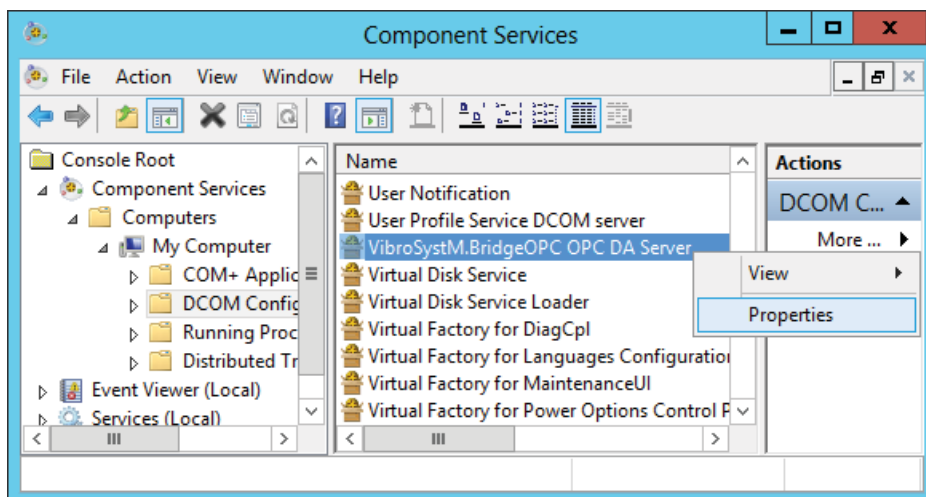 Component Services
File Action View Window Help
Console Root
Component Services
Computers
My Computer
COM+ Applic
DCOM Config
Running Proc
Distributed Tr
Event Viewer (Local)
Services (Local)
Name
User Notification
User Profile Service DCOM server
VibroSystM.BridgeOPC OPC DA Server
Virtual Disk Service
Virtual Disk Service Loader
Virtual Factory for DiagCpl
Virtual Factory for Languages Configuration
Virtual Factory for MaintenanceUI
Virtual Factory for Power Options Control P
Actions
DCOM C...
More ...
View
Properties